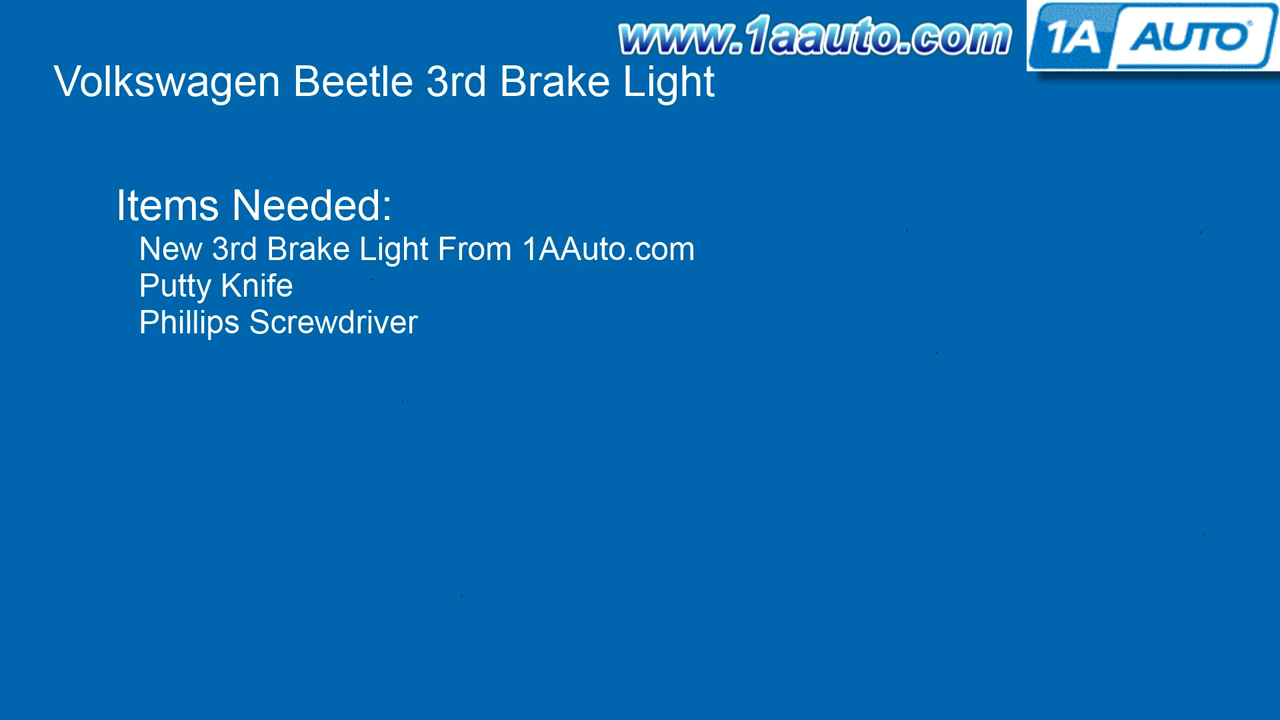 www.1aauto.com
1A AUTO®
Volkswagen Beetle 3rd Brake Light
Items Needed:
New 3rd Brake Light From 1AAuto.com
Putty Knife
Phillips Screwdriver